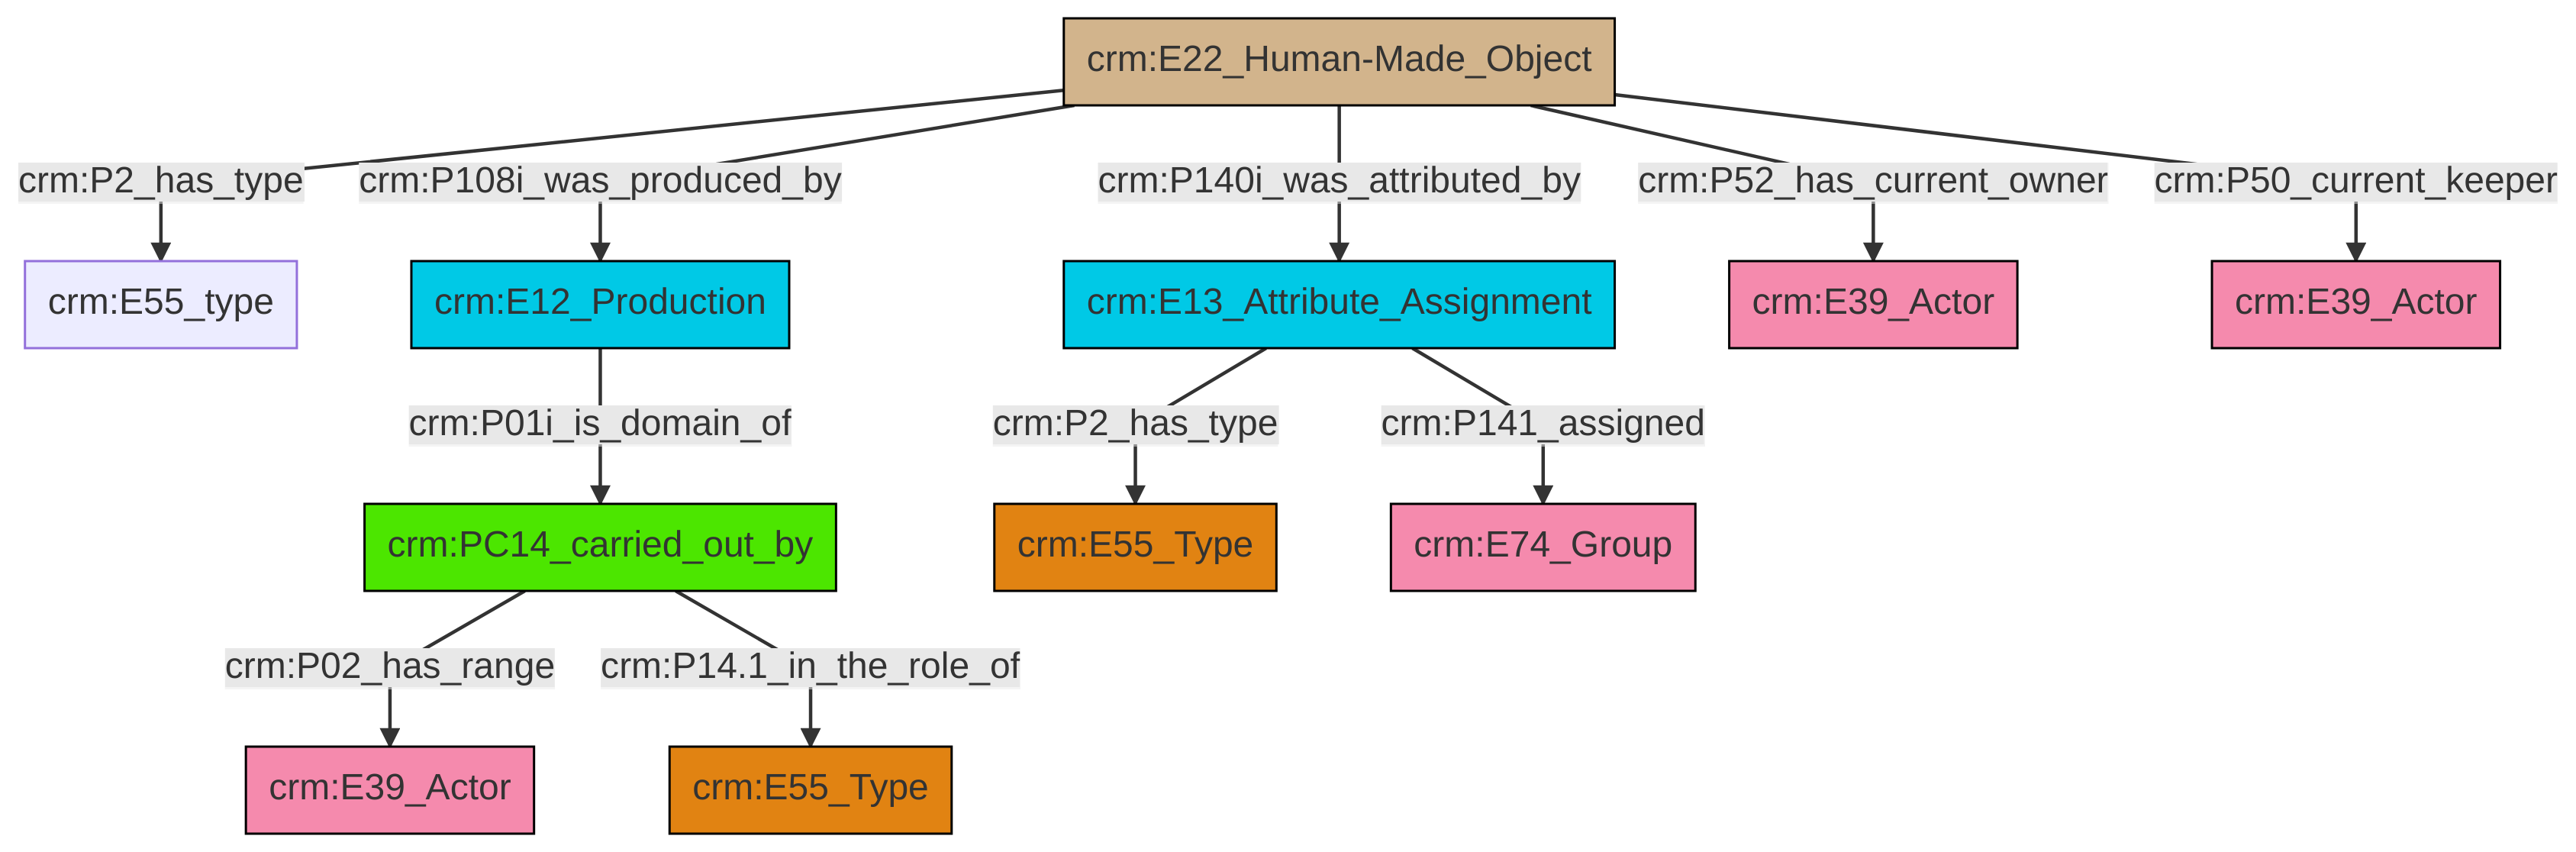 crm:E22_Human-Made_Object
crm:P2_has_type
crm:P108i_was_produced_by
crm:P140i_was_attributed_by
crm:P52_has_current_owner
crm:P50_current_keeper
crm:E55_type
crm:E12_Production
crm:E13_Attribute_Assignment
crm:E39_Actor
crm:E39_Actor
crm:P01i_is_domain_of
crm:P2_has_type
crm:P141_assigned
crm:PC14_carried_out_by
crm:E55_Type
crm:E74_Group
crm:P02_has_range
crm:P14.1_in_the_role_of
crm:E39_Actor
crm:E55_Type